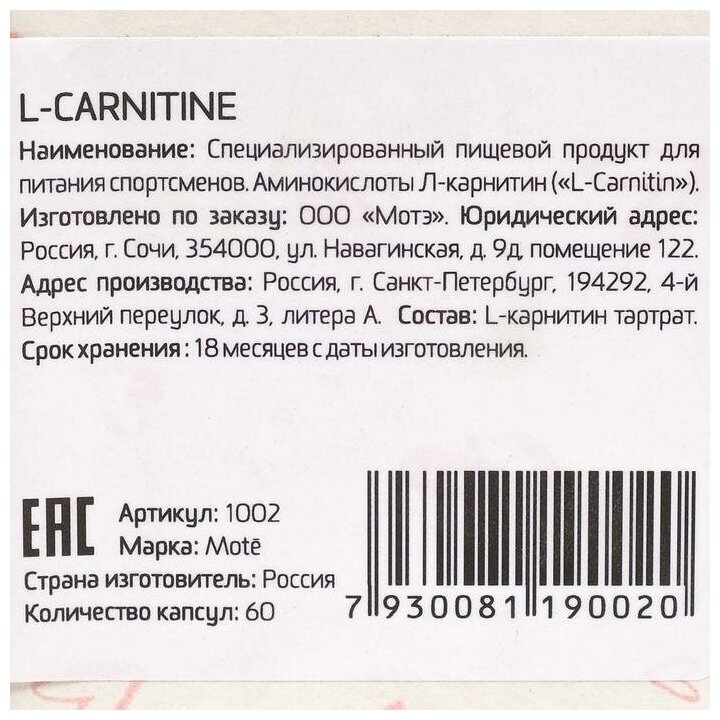 L-CARNITINE
Наименование: Специализированный пищевой продукт для
питания спортсменов. Аминокислоты Л-карнитин («L-Carnitin»).
Изготовлено по заказу: ООО «Мотэ». Юридический адрес:
Россия, г. Сочи, 354000, ул. Навагинская, д. 9д, помещение 122.
Адрес производства: Россия, г. Санкт-Петербург, 194292, 4-й
Верхний переулок, д. 3, литера А. Состав: L-карнитин тартрат.
Срок хранения : 18 месяцев с даты изготовления.
EAC
Артикул: 1002
Марка: Motē
Страна изготовитель: Россия
Количество капсул: 60
7 930081 190020